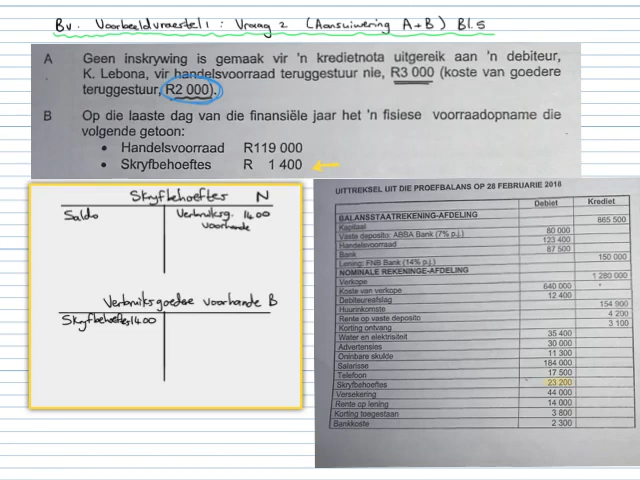 Bv. Voorbeeldvraestel 1 : Vraag 2 (Aansuiwering A+B) Bl.5
A Geen inskrywing is gemaak vir 'n kredietnota uitgereik aan 'n debiteur,
K. Lebona, vir handelsvoorraad teruggestuur nie, R3 000 (koste van goedere
teruggestuur, R2 000).
B Op die laaste dag van die finansiële jaar het 'n fisiese voorraadopname die
volgende getoon:
• Handelsvoorraad R119 000
• Skryfbehoeftes R 1 400
Skryfbehoeftes N
Saldo Verbruiksg. 1400
voorhande
Verbruiksgoedere voorhande B
Skryfbehoeftes 1400
UITTREKSEL UIT DIE PROEFBALANS OP 28 FEBRUARIE 2018
Debiet Krediet
BALANSSTAATREKENING-AFDELING
Kapitaal 865 500
Vaste deposito: ABBA Bank (7% p.j.) 80 000
Handelsvoorraad 123 400
Bank 87 500
Lening: FNB Bank (14% p.j.) 150 000
NOMINALE REKENINGE-AFDELING
Verkope 1 280 000
Koste van verkope 640 000
Debiteureafslag 12 400
Huurinkomste 154 900
Rente op vaste deposito 4 200
Korting ontvang 3 100
Water en elektrisiteit 35 400
Advertensies 30 000
Oninbare skulde 11 300
Salarisse 184 000
Telefoon 17 500
Skryfbehoeftes 23 200
Versekering 44 000
Rente op lening 14 000
Korting toegestaan 3 800
Bankkoste 2 300